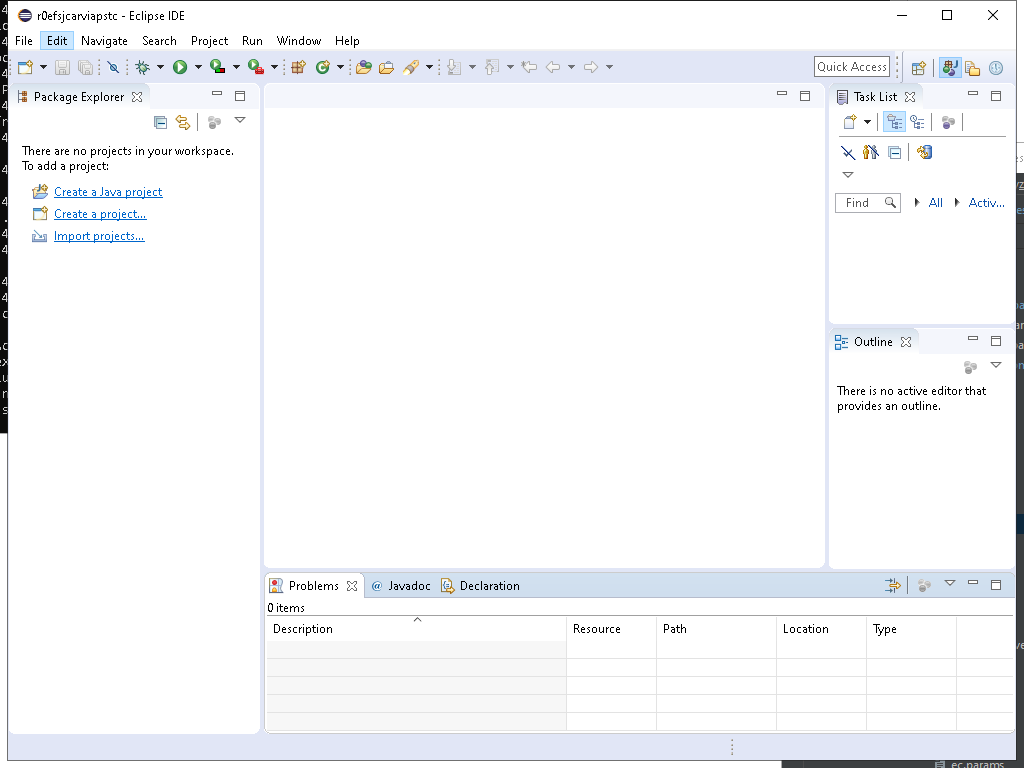 r0efsjcarviapstc - Eclipse IDE
File Edit Navigate Search Project Run Window Help
Quick Access
Package Explorer
Task List
There are no projects in your workspace.
To add a project:
Create a Java project
Create a project...
Import projects...
Find
All
Activ...
Outline
There is no active editor that
provides an outline.
Problems
@ Javadoc
Declaration
0 items
Description Resource Path Location Type
ec.params